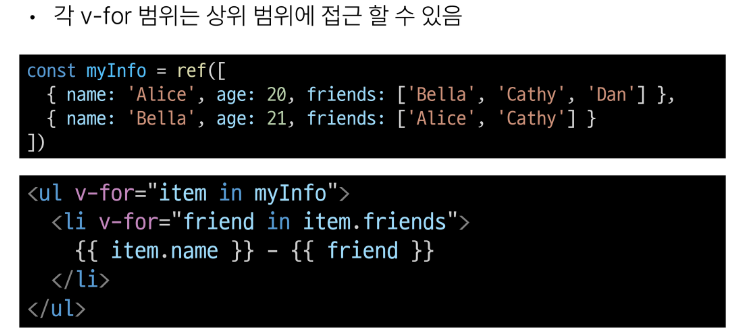 • 각 v-for 범위는 상위 범위에 접근 할 수 있음
const myInfo = ref([
  { name: 'Alice', age: 20, friends: ['Bella', 'Cathy', 'Dan'] },
  { name: 'Bella', age: 21, friends: ['Alice', 'Cathy'] }
])
<ul v-for="item in myInfo">
  <li v-for="friend in item.friends">
    {{ item.name }} - {{ friend }}
  </li>
</ul>